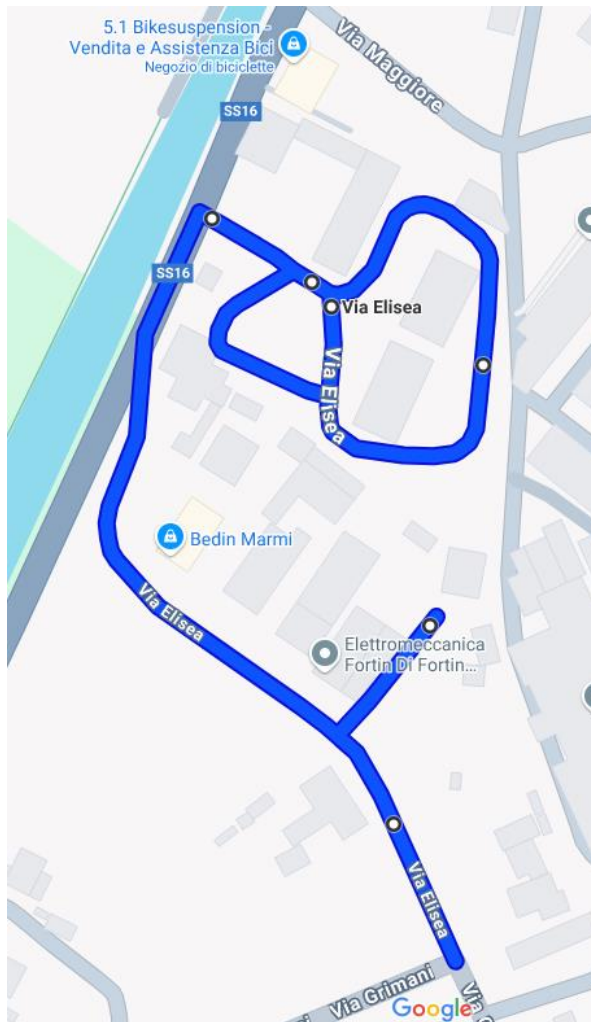 5.1 Bikesuspension -
Vendita e Assistenza Bici
Negozio di biciclette
Via Maggiore
SS16
SS16
Via Elisea
Via Elisea
Bedin Marmi
Via Elisea
Elettromeccanica
Fortin Di Fortin...
Via Elisea
Via Grimani
Google